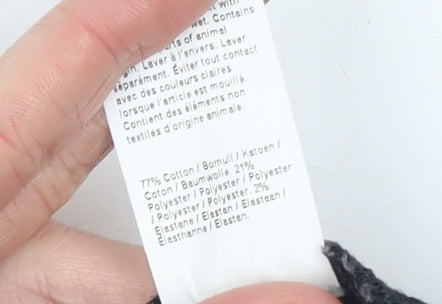 wet. Contains
parts of animal
Laver à l'envers. Laver
séparément. Éviter tout contact
avec des couleurs claires
lorsque l'article est mouillé.
Contient des éléments non
textiles d'origine animale.
77% Cotton / Bomull / Katoen /
Coton / Baumwolle. 21%
Polyester / Polyester / Polyester
/ Polyester / Polyester. 2%
Elastane / Elastan / Elastaan /
Elasthanne / Elastan.